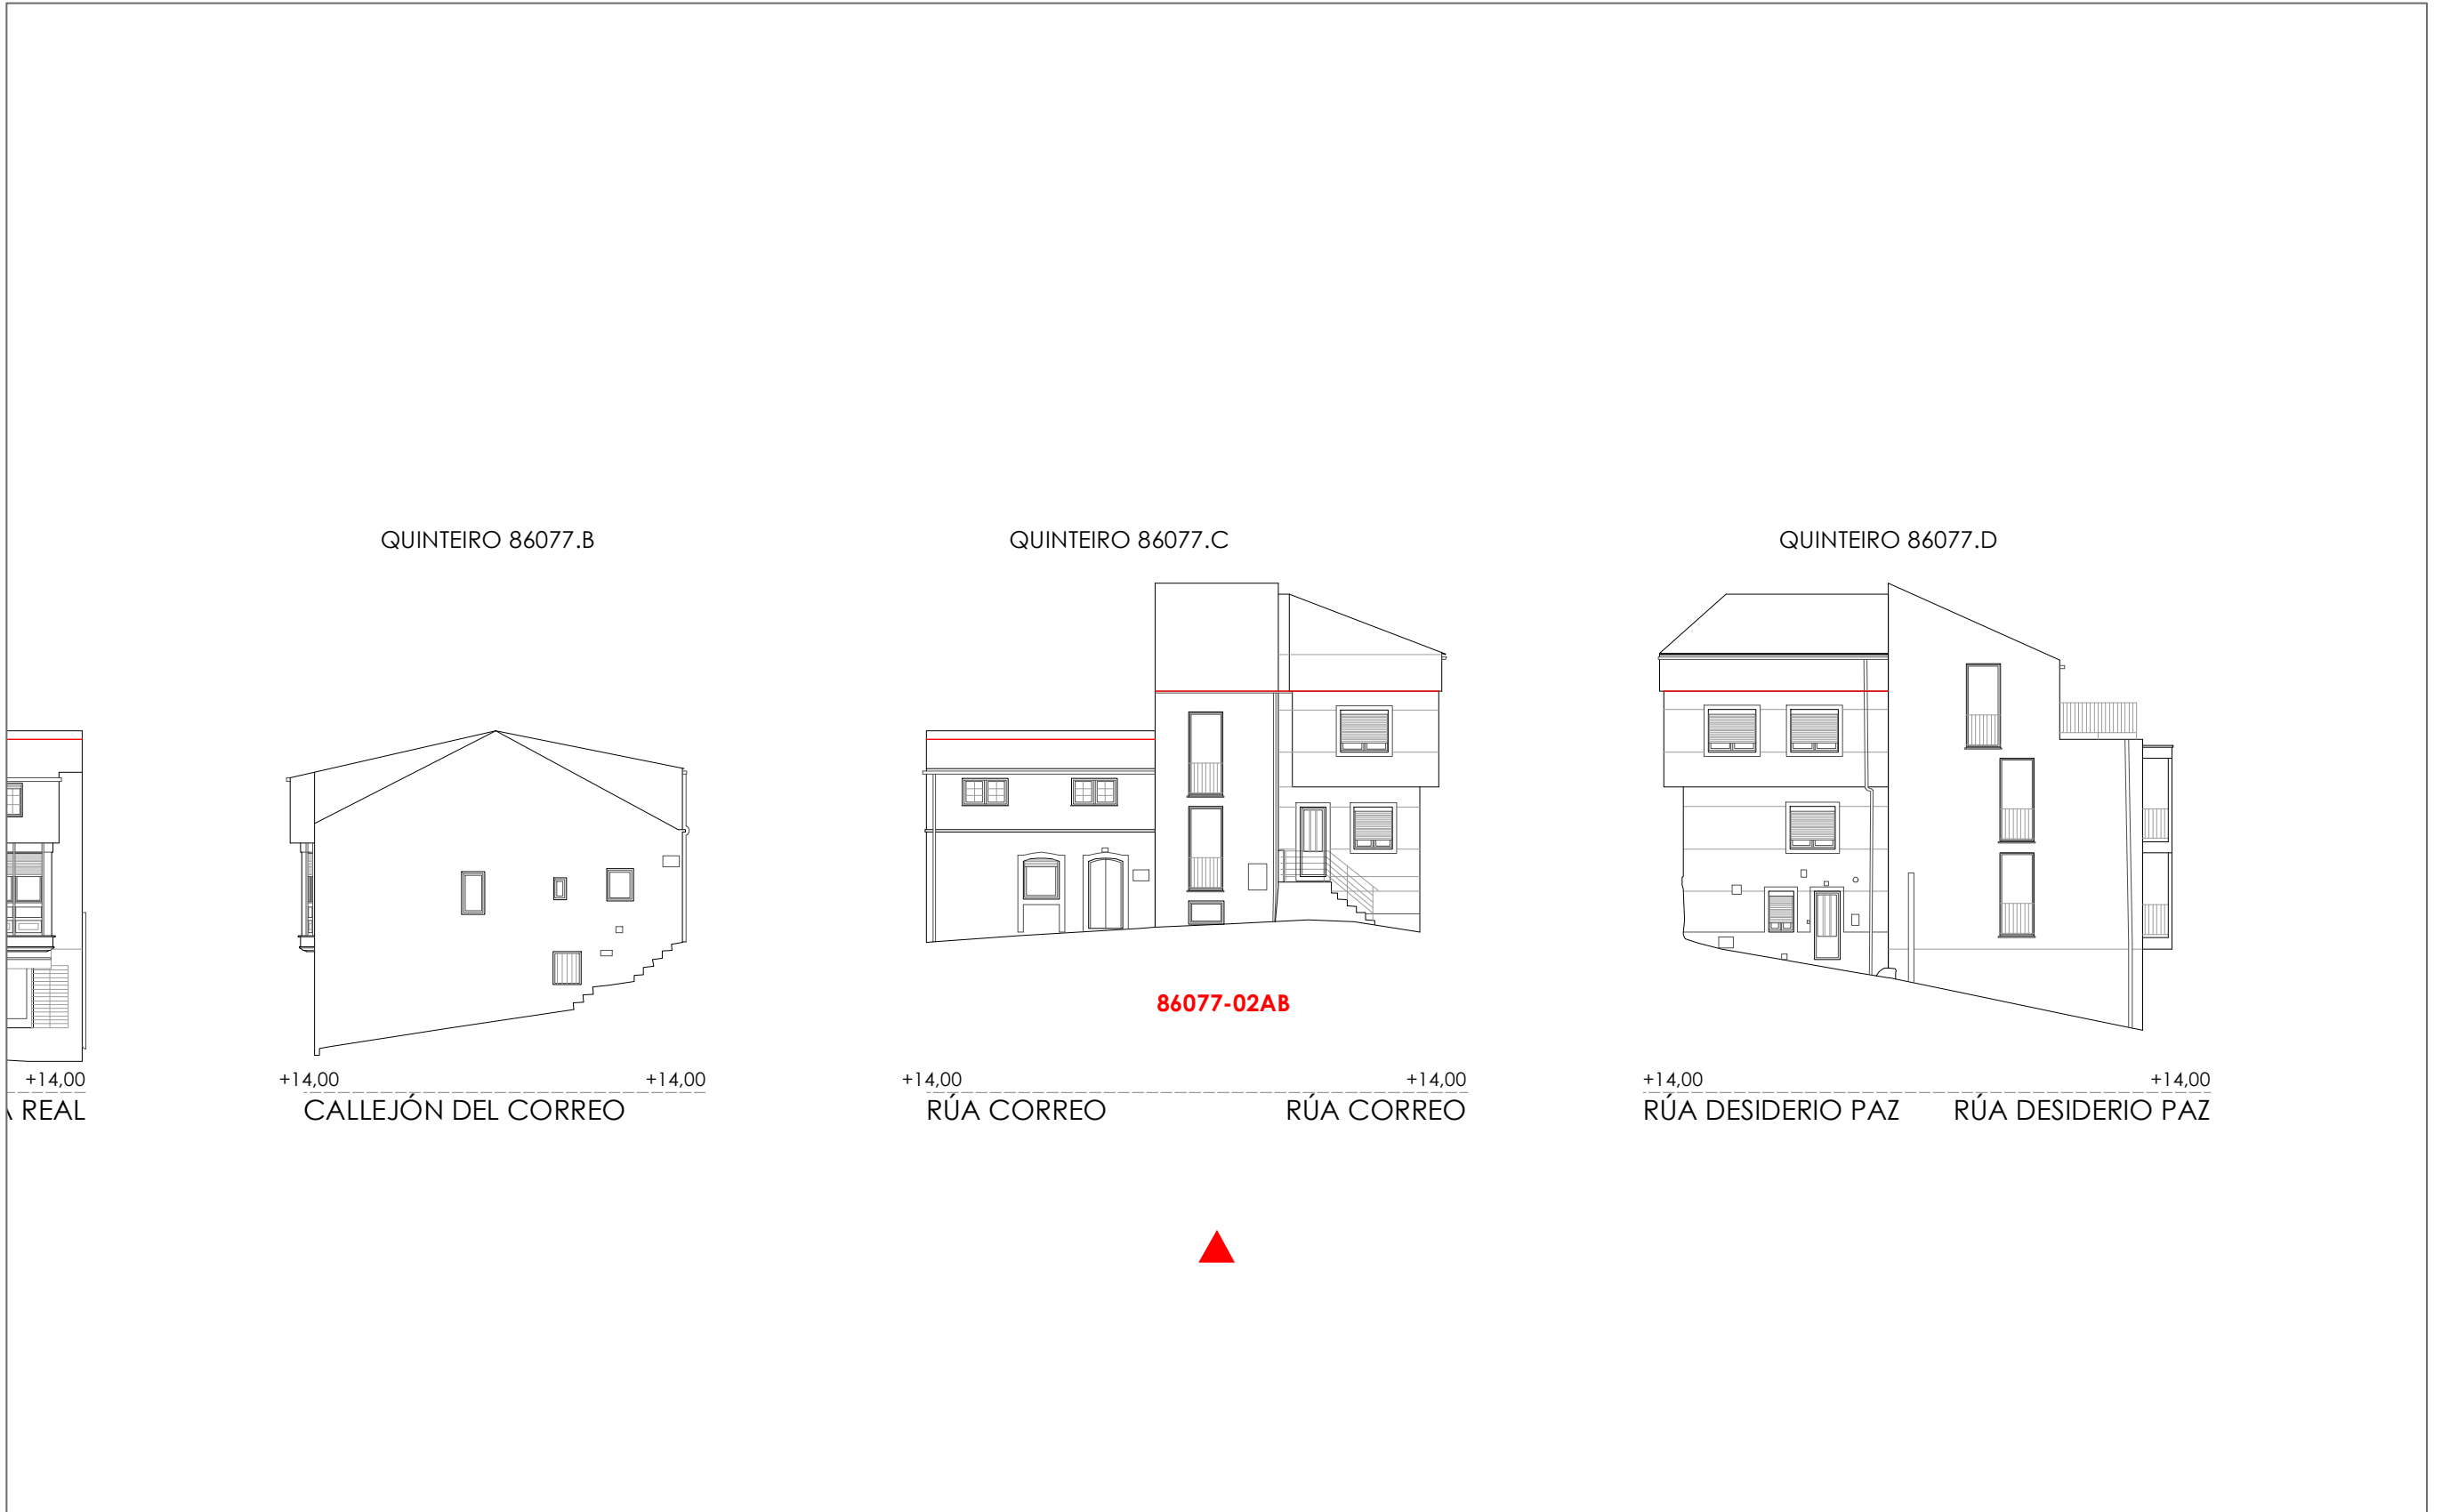 QUINTEIRO 86077.B
QUINTEIRO 86077.C
QUINTEIRO 86077.D
86077-02AB
+14,00
+14,00
+14,00
+14,00
+14,00
+14,00
+14,00
REAL
CALLEJÓN DEL CORREO
RÚA CORREO
RÚA CORREO
RÚA DESIDERIO PAZ
RÚA DESIDERIO PAZ